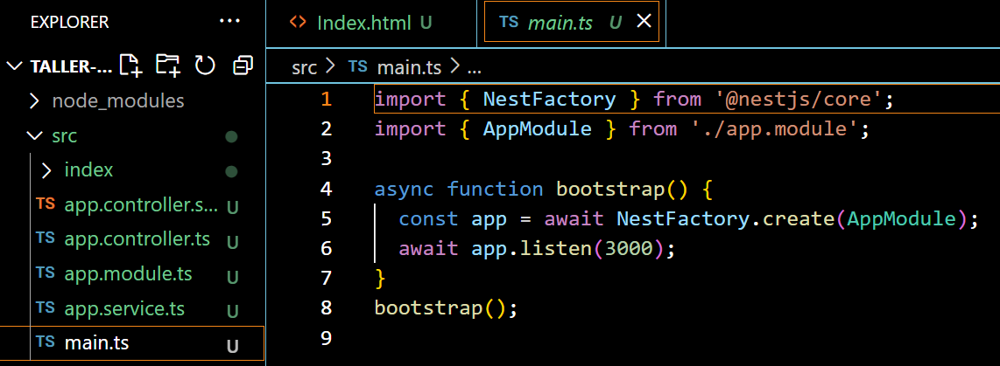 EXPLORER ...
TALLER-...
node_modules
src
index
TS app.controller.s... U
TS app.controller.ts U
TS app.module.ts U
TS app.service.ts U
TS main.ts U
<> Index.html U
TS main.ts U ×
src > TS main.ts > ...
1 import { NestFactory } from '@nestjs/core';
2 import { AppModule } from './app.module';
3
4 async function bootstrap() {
5 const app = await NestFactory.create(AppModule);
6 await app.listen(3000);
7 }
8 bootstrap();
9